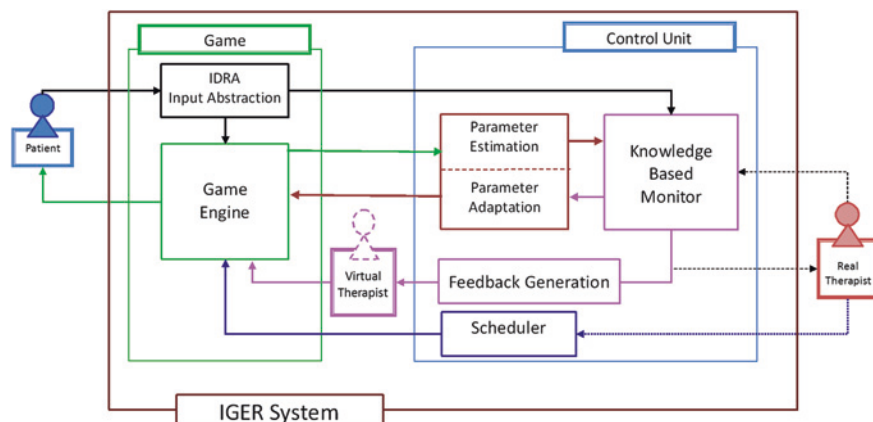 Game
Control Unit
IDRA
Input Abstraction
Patient
Parameter
Estimation
Knowledge
Based
Monitor
Game
Engine
Parameter
Adaptation
Virtual
Therapist
Feedback Generation
Real
Therapist
Scheduler
IGER System